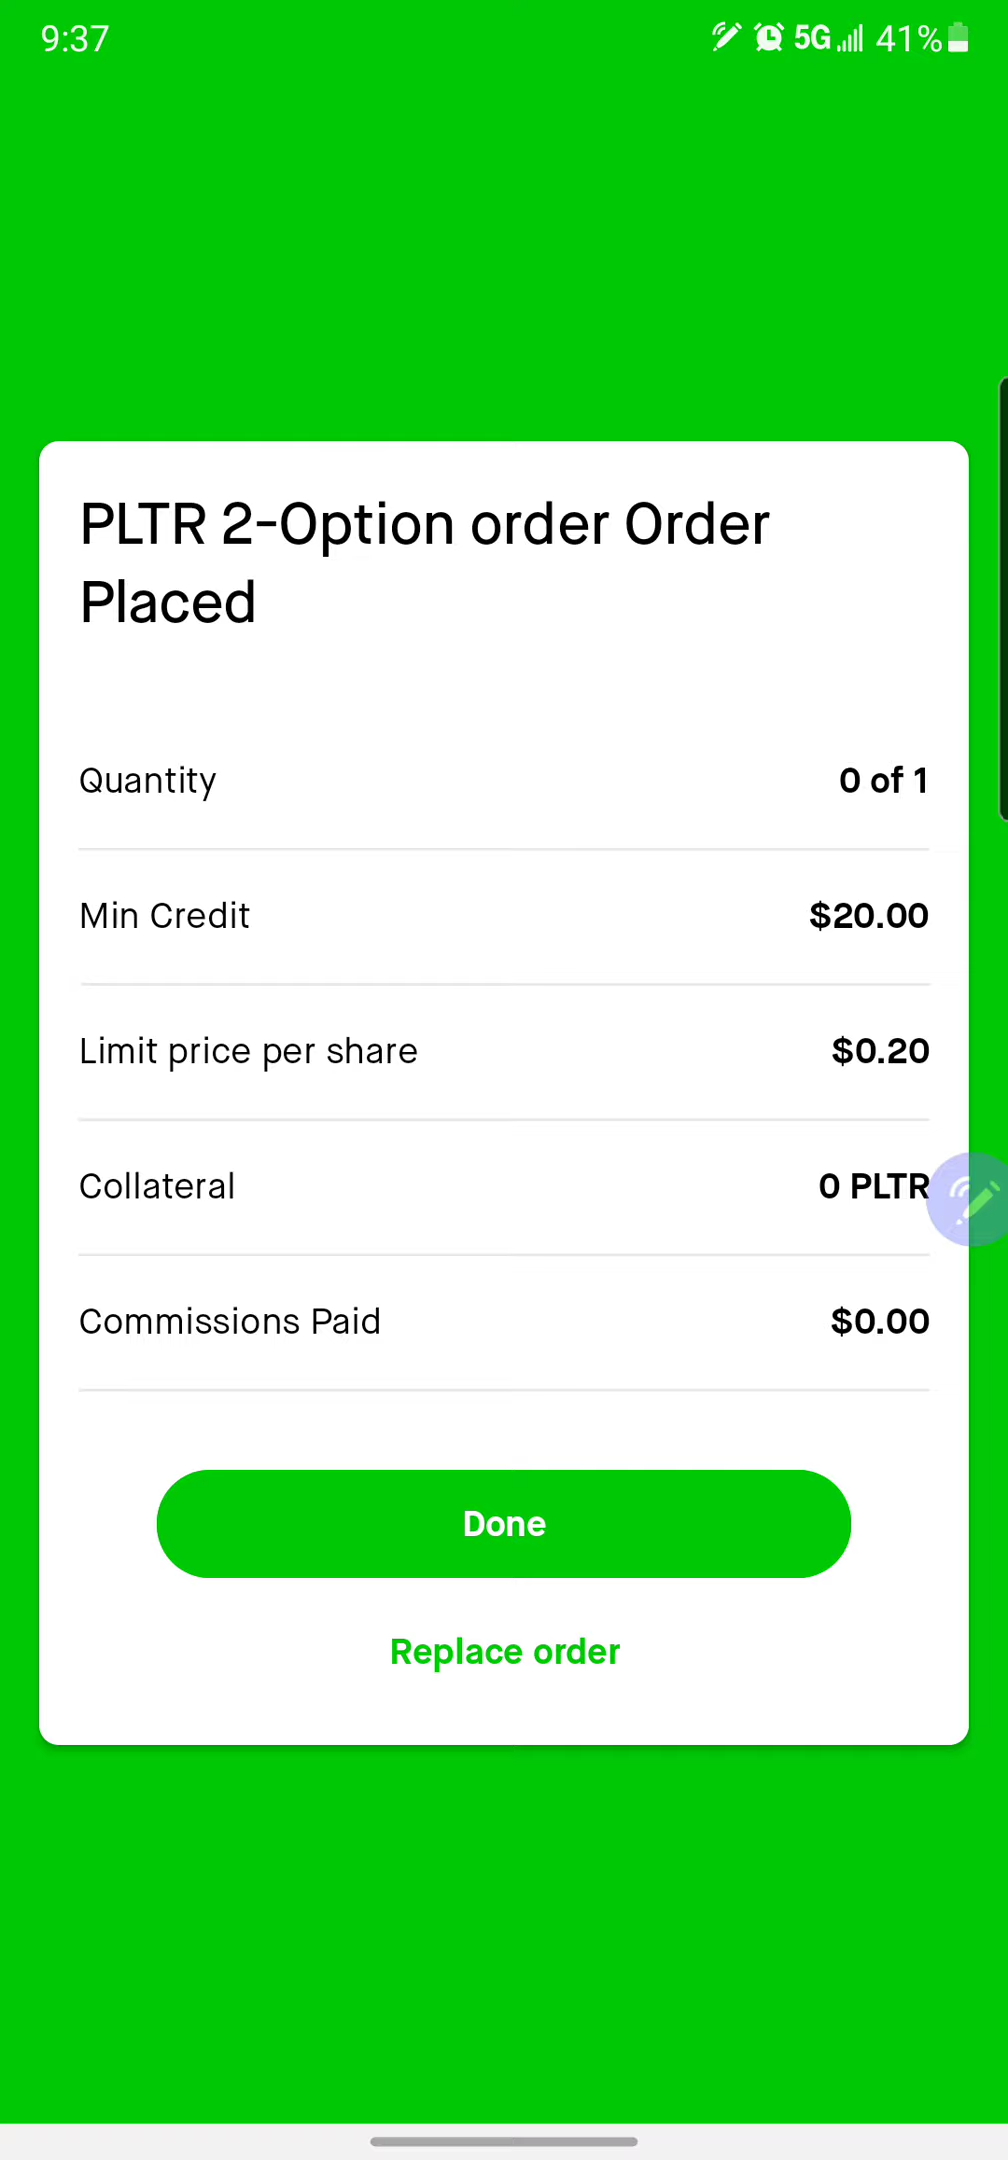 9:37 5G 41%
PLTR 2-Option order Order
Placed
Quantity 0 of 1
Min Credit $20.00
Limit price per share $0.20
Collateral 0 PLTR
Commissions Paid $0.00
Done
Replace order